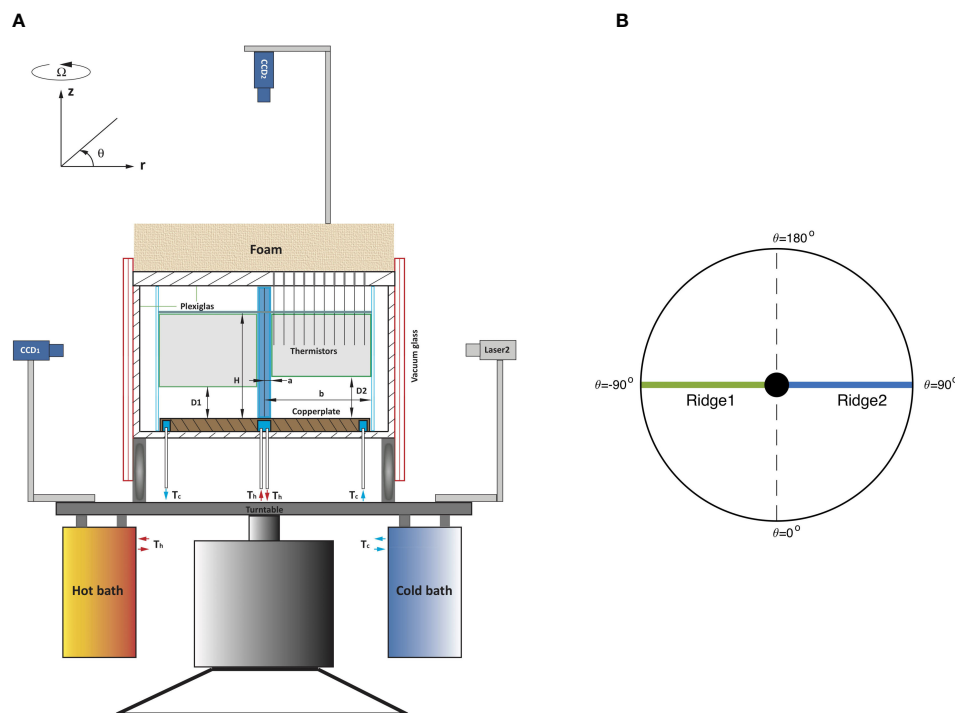 A
Ω
z
θ
r
CCD2
Foam
Plexiglas
Thermistors
Vacuum glass
CCD1
Laser2
H
a
b
D1
D2
Copperplate
Tc
Th
Th
Tc
Turntable
Th
Tc
Hot bath
Cold bath
B
θ=180°
θ=-90°
θ=90°
Ridge1
Ridge2
θ=0°